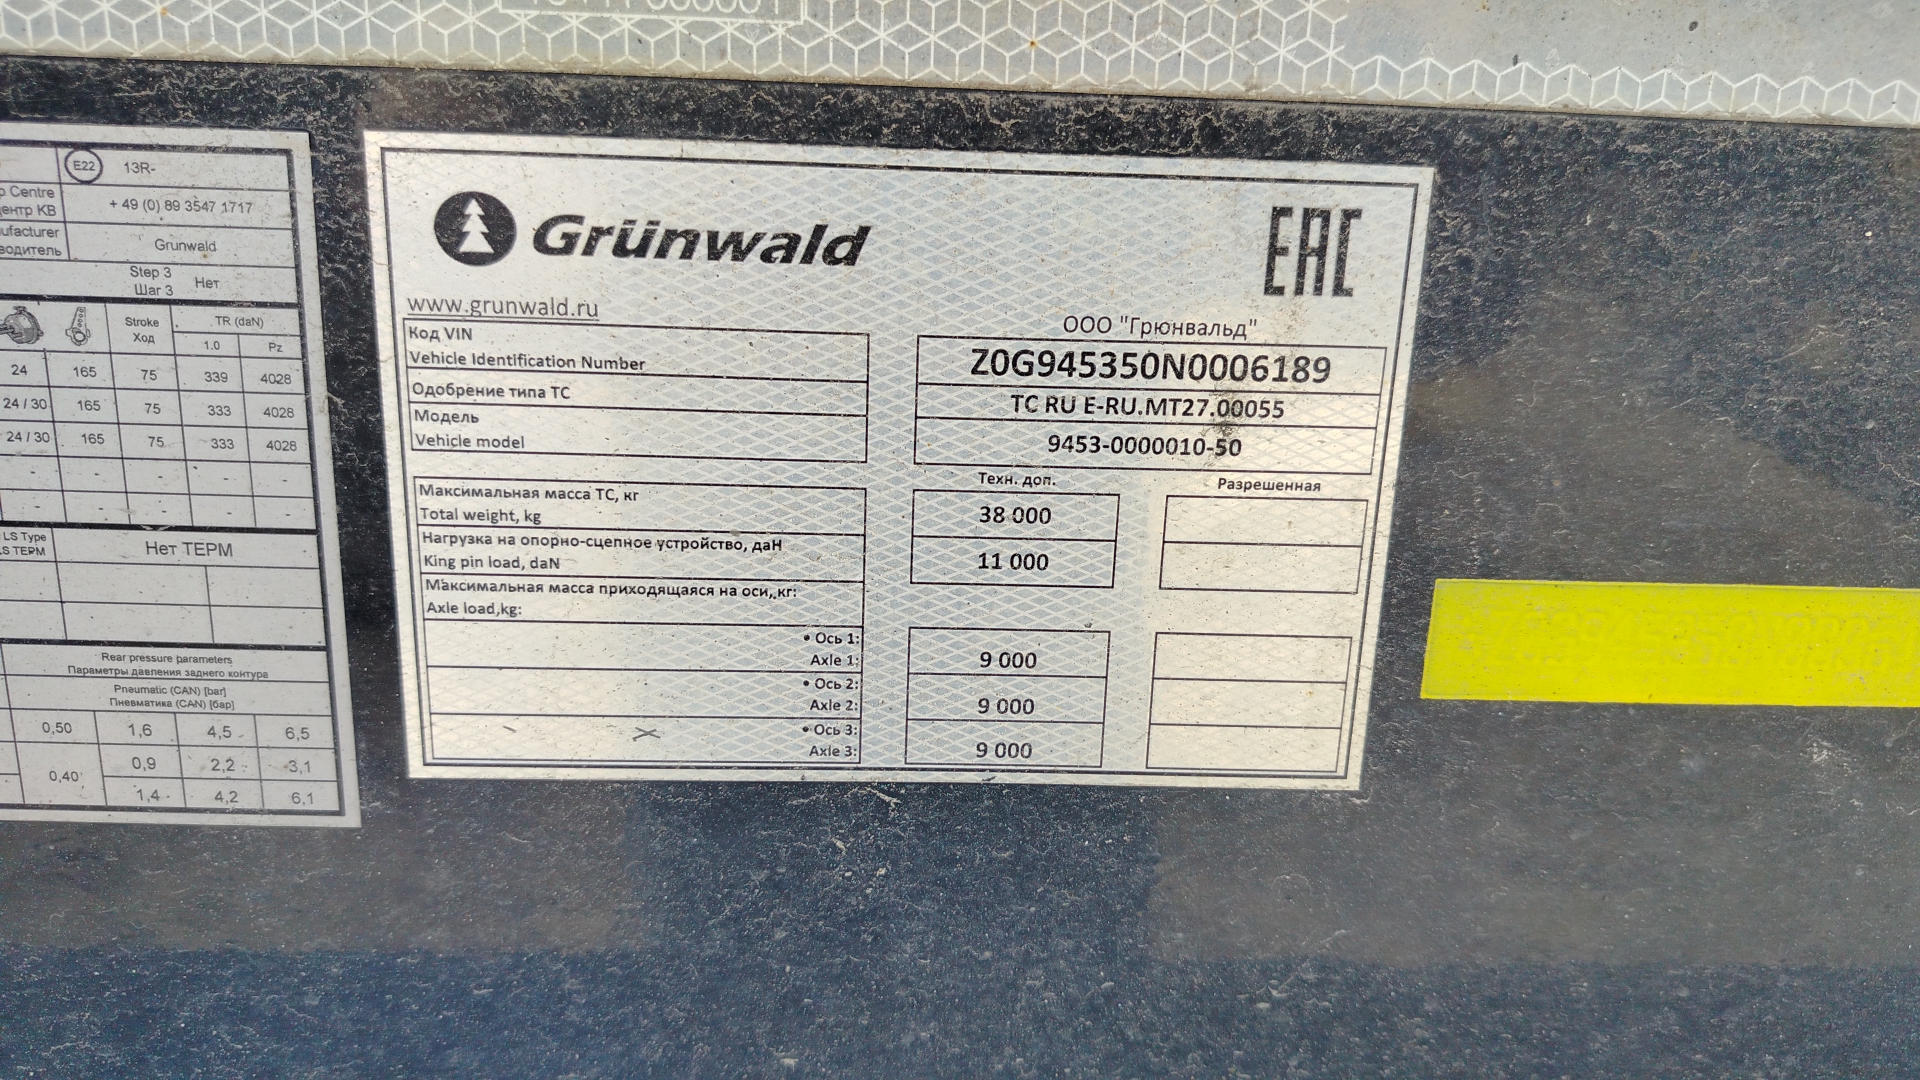 E22 13R-
Centre
+ 49 (0) 89 3547 1717
КВ
Grunwald
Step 3
Шаг 3
Нет
Stroke
Ход
TR (daN)
1.0 Pz
24 165 75 339 4028
24 / 30 165 75 333 4028
24 / 30 165 75 333 4028
- - - - -
- - - - -
LS Type
ТЕРМ
Нет ТЕРМ
Rear pressure parameters
Параметры давления заднего контура
Pneumatic (CAN) [bar]
Пневматика (CAN) [бар]
0,50 1,6 4,5 6,5
0,40 0,9 2,2 3,1
1,4 4,2 6,1
Grünwald
EAC
www.grunwald.ru
ООО "Грюнвальд"
Код VIN
Vehicle Identification Number
Z0G945350N0006189
Одобрение типа ТС
ТС RU E-RU.МТ27.00055
Модель
Vehicle model
9453-0000010-50
Техн. доп. Разрешенная
Максимальная масса ТС, кг
Total weight, kg
38 000
Нагрузка на опорно-сцепное устройство, даН
King pin load, daN
11 000
Максимальная масса приходящаяся на оси, кг:
Axle load,kg:
• Ось 1:
Axle 1:
9 000
• Ось 2:
Axle 2:
9 000
• Ось 3:
Axle 3:
9 000